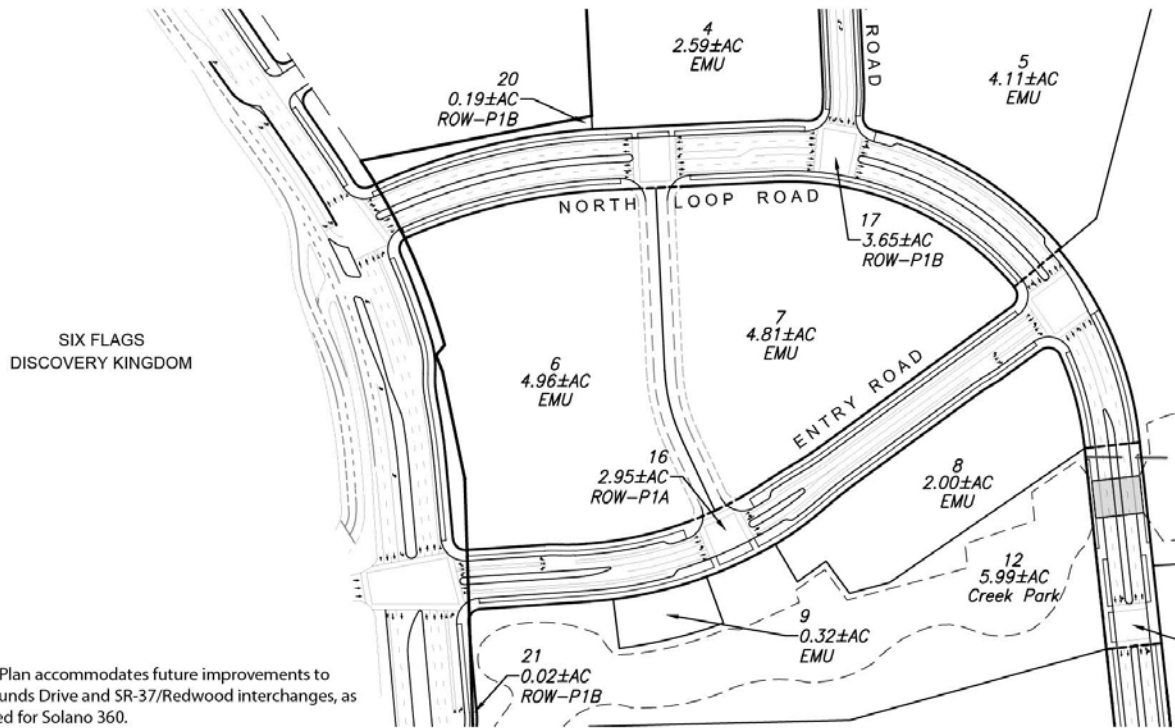 4
2.59±AC
EMU
ROAD
5
4.11±AC
EMU
20
0.19±AC
ROW-P1B
NORTH LOOP ROAD
17
3.65±AC
ROW-P1B
SIX FLAGS
DISCOVERY KINGDOM
6
4.96±AC
EMU
7
4.81±AC
EMU
ENTRY ROAD
16
2.95±AC
ROW-P1A
8
2.00±AC
EMU
12
5.99±AC
Creek Park
9
0.32±AC
EMU
21
0.02±AC
ROW-P1B
Plan accommodates future improvements to
unds Drive and SR-37/Redwood interchanges, as
ed for Solano 360.